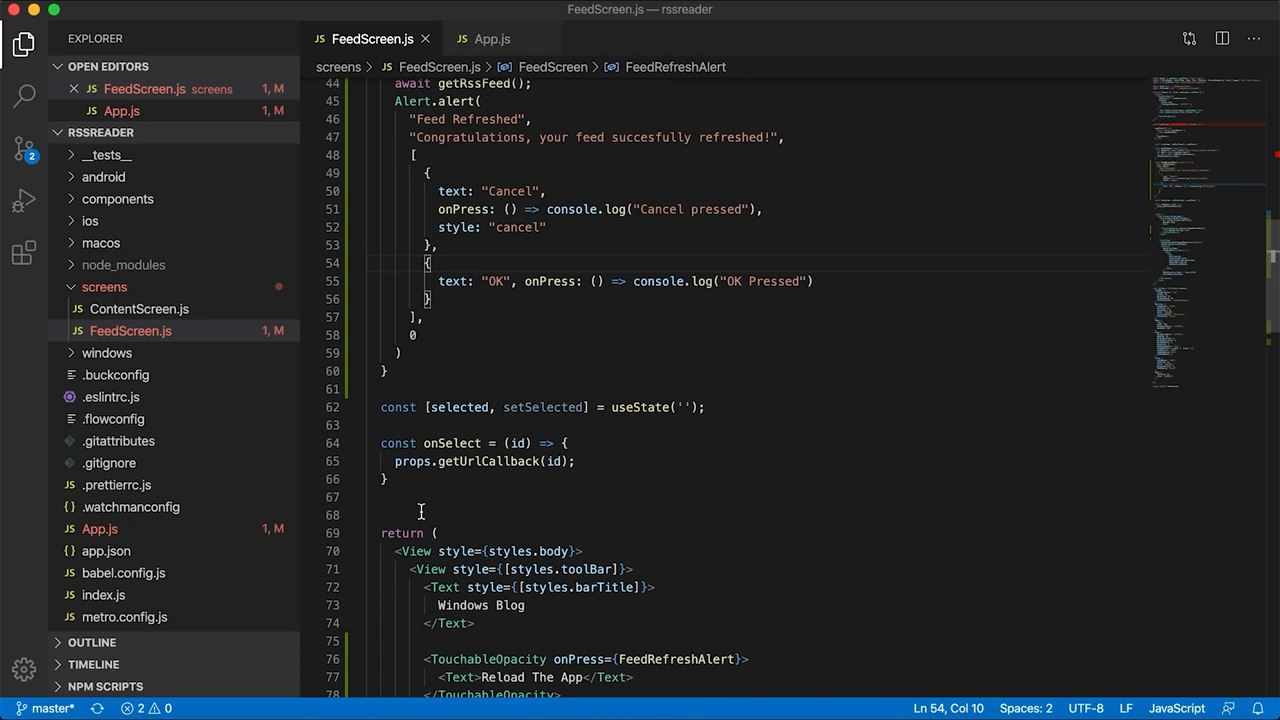 FeedScreen.js — rssreader
EXPLORER
OPEN EDITORS
FeedScreen.js screens 1, M
App.js 1, M
RSSREADER
__tests__
android
components
2
ios
macos
node_modules
screens
ContentScreen.js
FeedScreen.js 1, M
windows
.buckconfig
.eslintrc.js
.flowconfig
.gitattributes
.gitignore
.prettierrc.js
.watchmanconfig
App.js 1, M
app.json
babel.config.js
index.js
metro.config.js
OUTLINE
TIMELINE
NPM SCRIPTS
FeedScreen.js
App.js
screens > JS FeedScreen.js > FeedScreen > FeedRefreshAlert
44 await getRssFeed();
45 Alert.alert(
46 "Feed Refreshed",
47 "Congratulations, your feed succesfully refreshed!",
48 [
49 {
50 text: "Cancel",
51 onPress: () => console.log("Cancel pressed"),
52 style: "cancel"
53 },
54 {
55 text: "OK", onPress: () => console.log("OK Pressed")
56 }
57 ],
58 0
59 )
60 }
61
62 const [selected, setSelected] = useState('');
63
64 const onSelect = (id) => {
65 props.getUrlCallback(id);
66 }
67
68
69 return (
70 <View style={styles.body}>
71 <View style={[styles.toolBar]}>
72 <Text style={[styles.barTitle]}>
73 Windows Blog
74 </Text>
75
76 <TouchableOpacity onPress={FeedRefreshAlert}>
77 <Text>Reload The App</Text>
78 </TouchableOpacity>
master* 2 0 Ln 54, Col 10 Spaces: 2 UTF-8 LF JavaScript